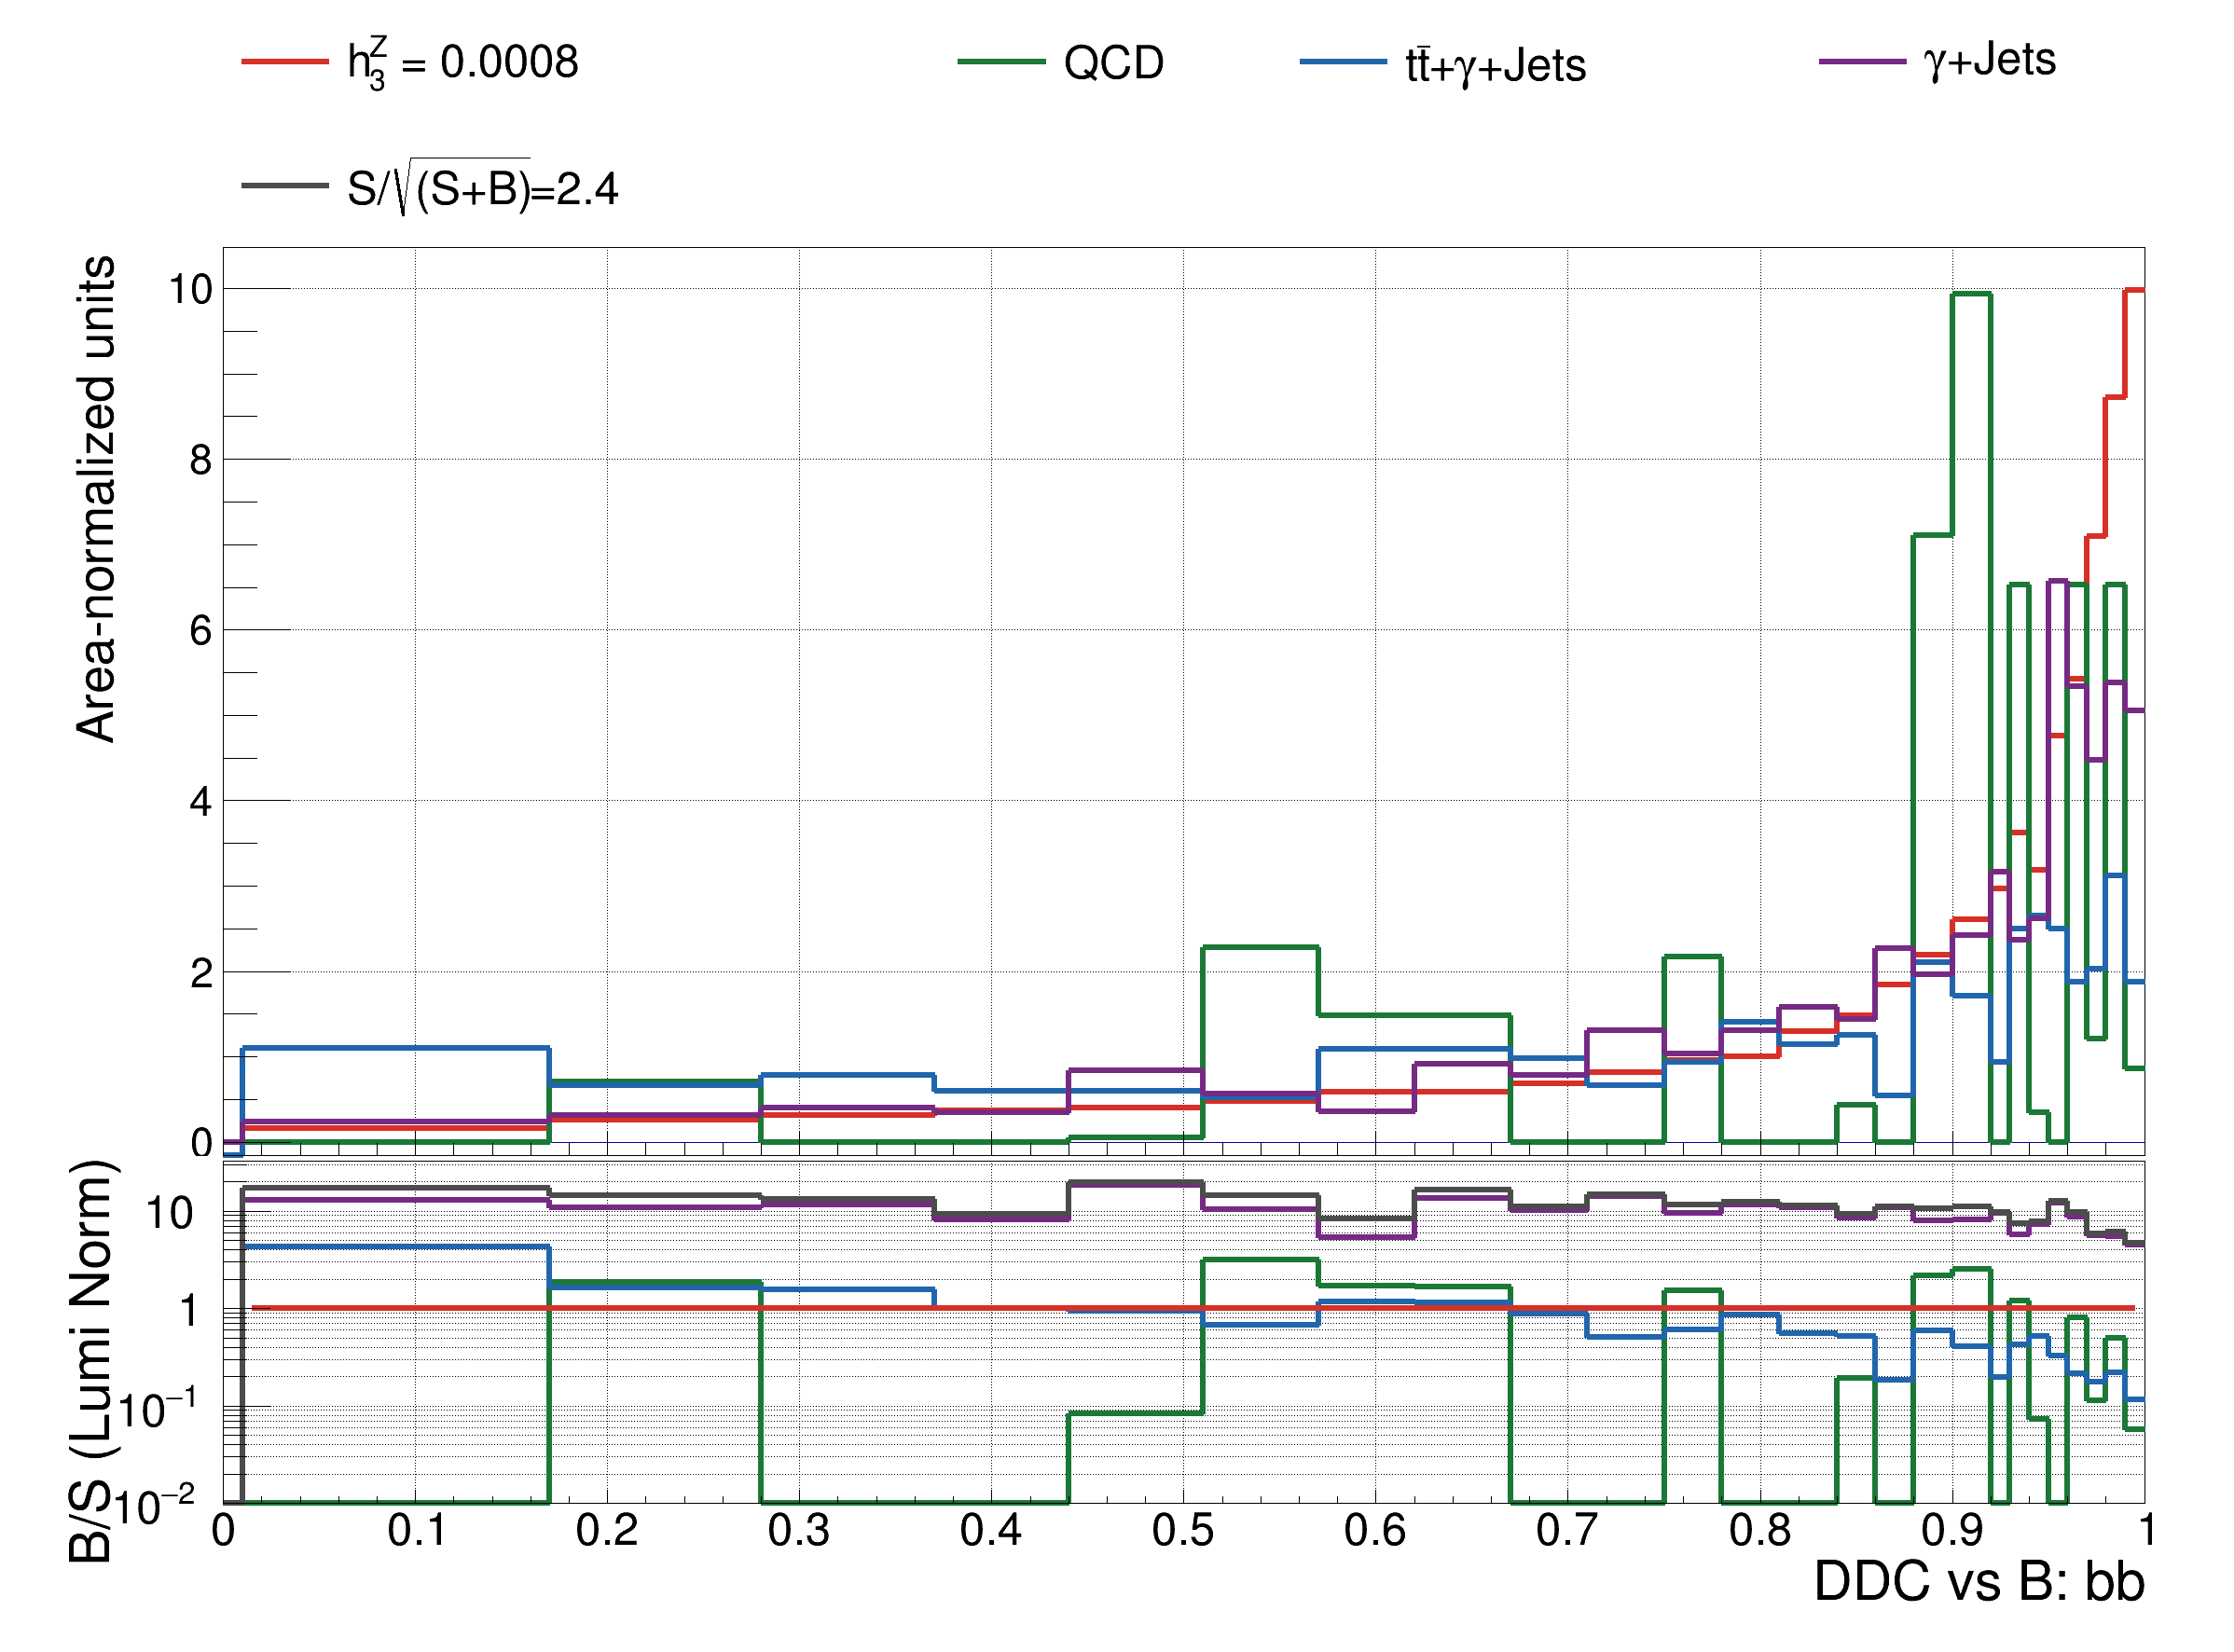 h₃ᶻ = 0.0008 QCD tt̄+γ+Jets γ+Jets
S/√(S+B)=2.4
Area-normalized units
10
8
6
4
2
0
B/S (Lumi Norm)
10
1
10⁻¹
10⁻²
0 0.1 0.2 0.3 0.4 0.5 0.6 0.7 0.8 0.9 1
DDC vs B: bb